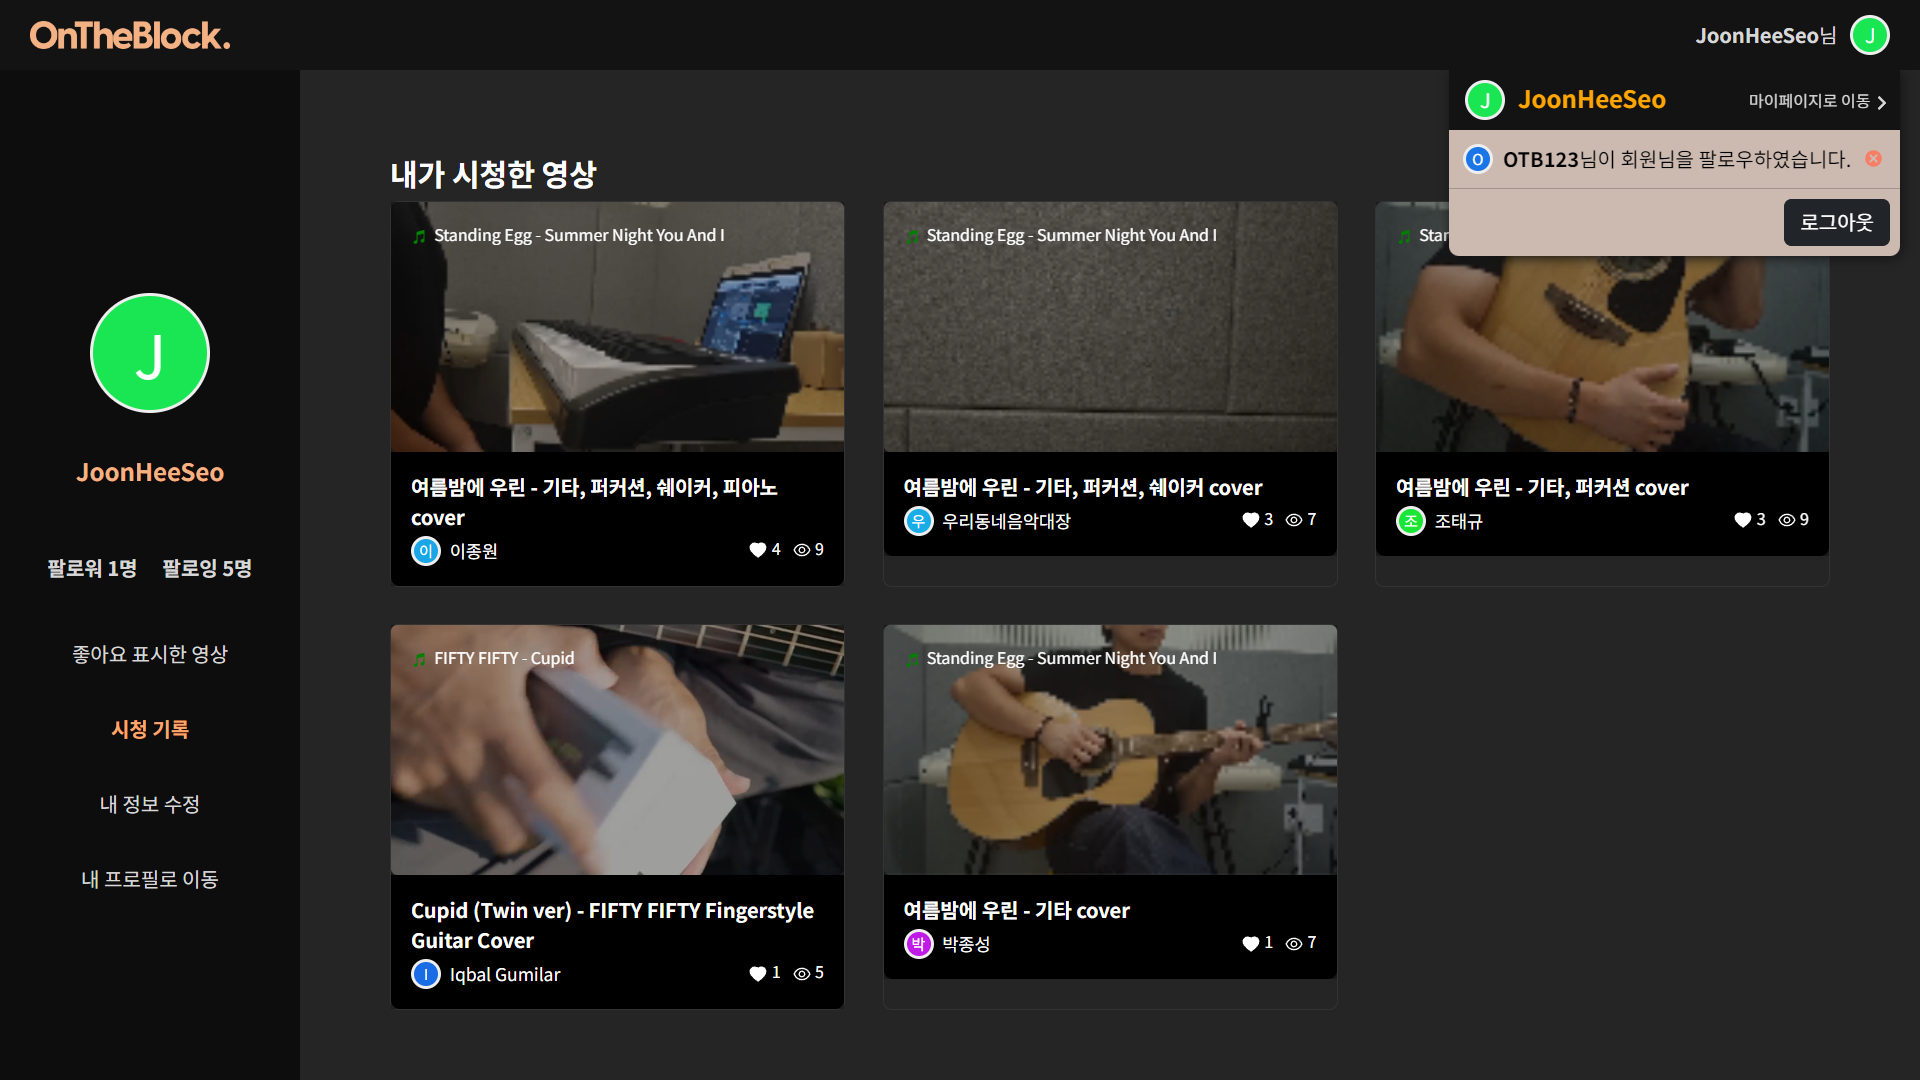 OnTheBlock.
JoonHeeSeo님
J
J
JoonHeeSeo
마이페이지로 이동
O
OTB123님이 회원님을 팔로우하였습니다.
로그아웃
J
JoonHeeSeo
팔로워 1명 팔로잉 5명
좋아요 표시한 영상
시청 기록
내 정보 수정
내 프로필로 이동
내가 시청한 영상
Standing Egg - Summer Night You And I
여름밤에 우린 - 기타, 퍼커션, 쉐이커, 피아노
cover
이 이종원 4 9
Standing Egg - Summer Night You And I
여름밤에 우린 - 기타, 퍼커션, 쉐이커 cover
우 우리동네음악대장 3 7
Stan
여름밤에 우린 - 기타, 퍼커션 cover
조 조태규 3 9
FIFTY FIFTY - Cupid
Cupid (Twin ver) - FIFTY FIFTY Fingerstyle
Guitar Cover
I Iqbal Gumilar 1 5
Standing Egg - Summer Night You And I
여름밤에 우린 - 기타 cover
박 박종성 1 7